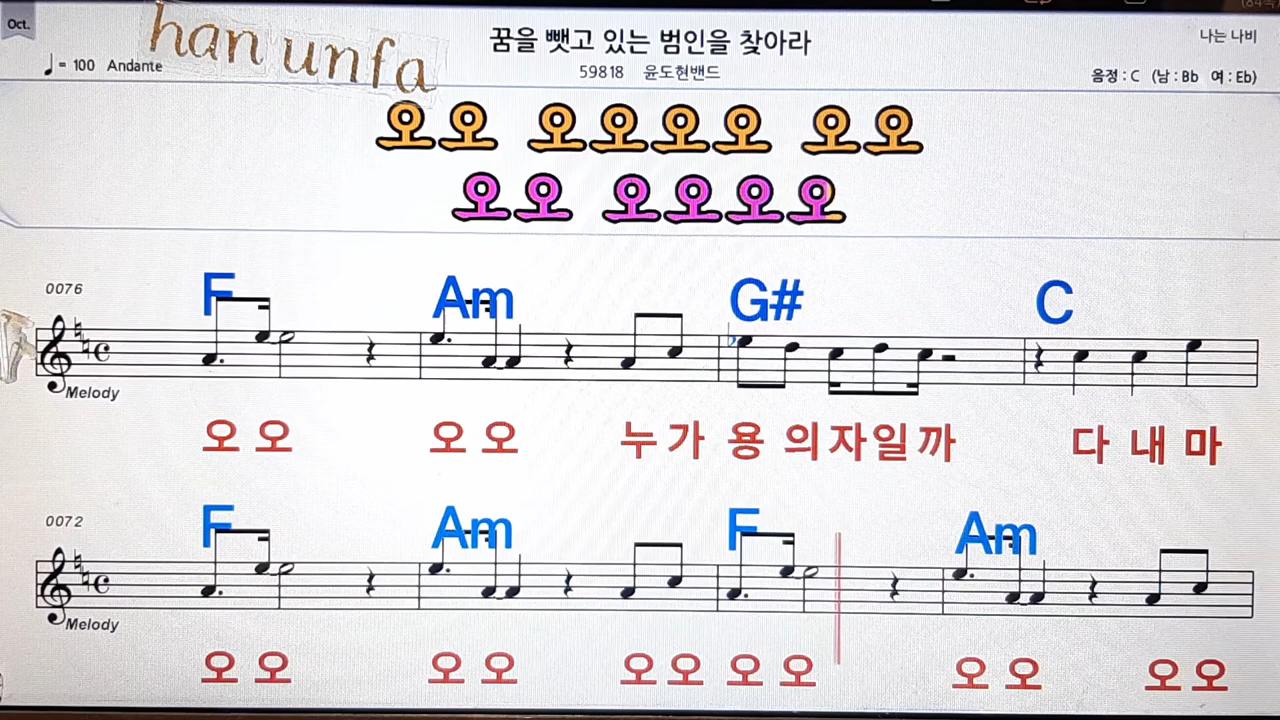 Oct.
han unfa
♩= 100 Andante
꿈을 뺏고 있는 범인을 찾아라
59818 윤도현밴드
나는 나비
음정 : C (남 : Bb 여 : Eb)
오오 오오오오 오오
오오 오오오오
0076
F Am G# C
Melody
오 오 오 오 누 가 용 의 자 일 까 다 내 마
0072
F Am F Am
Melody
오 오 오 오 오 오 오 오 오 오 오 오